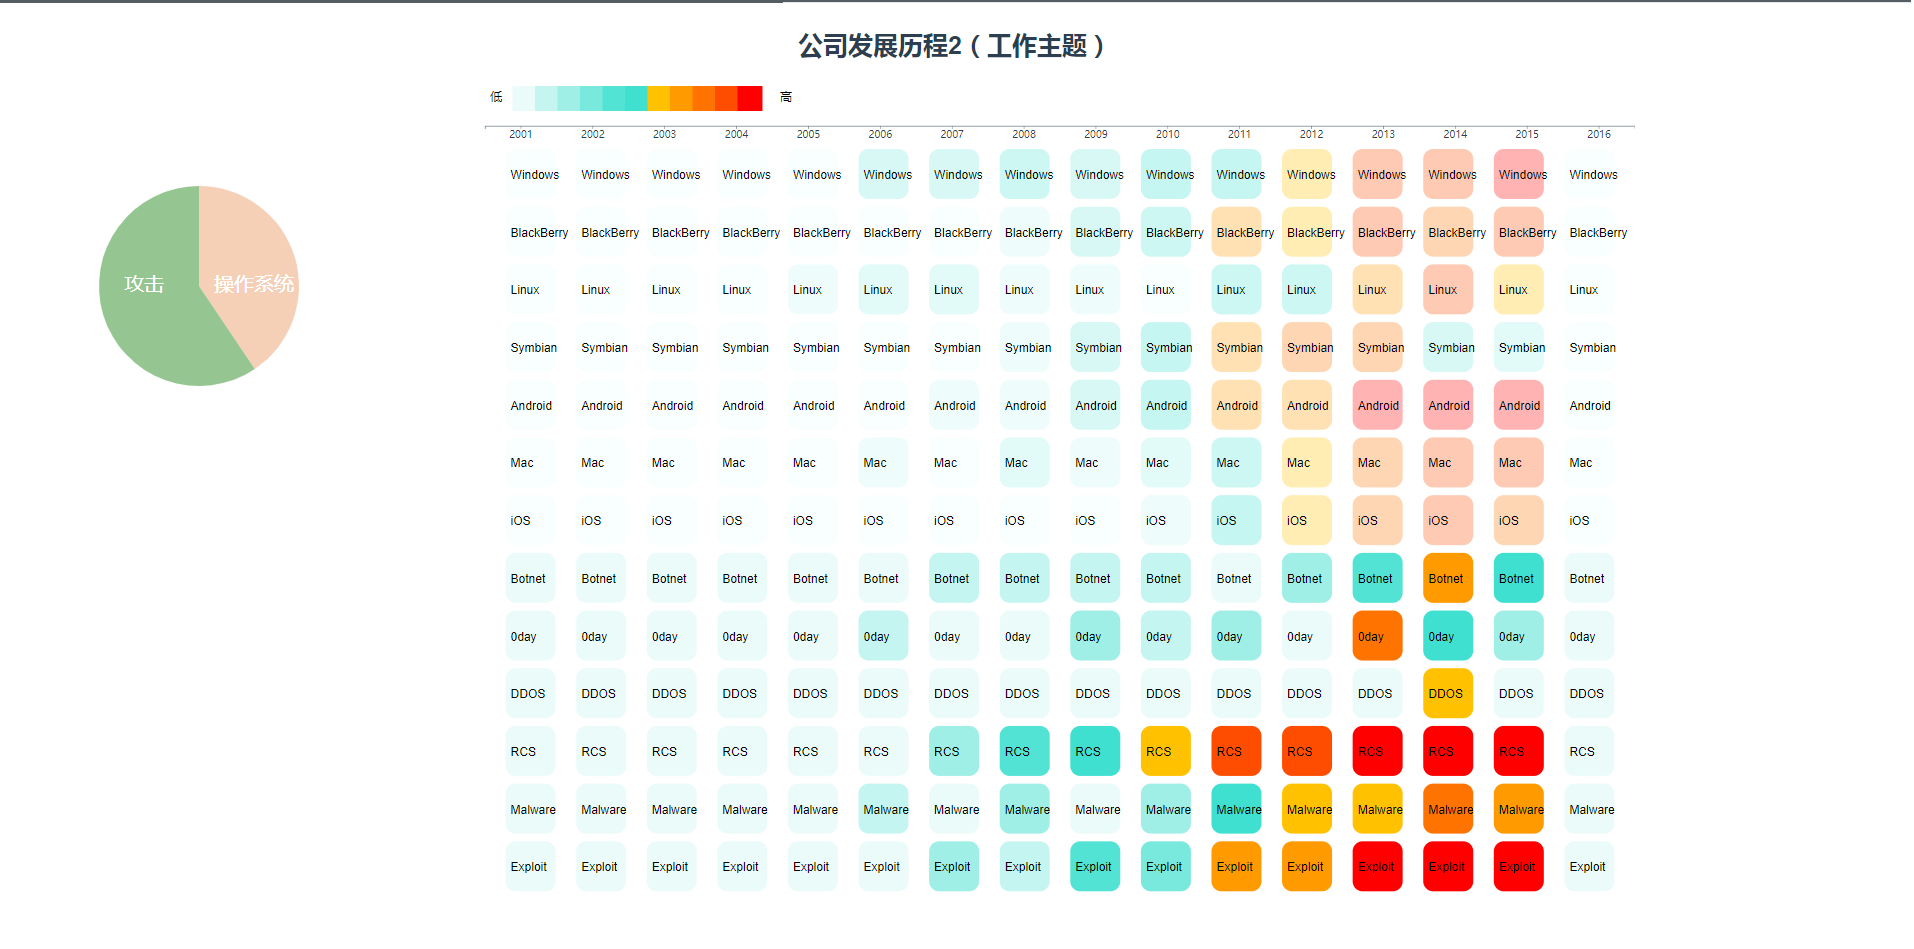 公司发展历程2（工作主题）
低 高
2001 2002 2003 2004 2005 2006 2007 2008 2009 2010 2011 2012 2013 2014 2015 2016
Windows Windows Windows Windows Windows Windows Windows Windows Windows Windows Windows Windows Windows Windows Windows Windows
BlackBerry BlackBerry BlackBerry BlackBerry BlackBerry BlackBerry BlackBerry BlackBerry BlackBerry BlackBerry BlackBerry BlackBerry BlackBerry BlackBerry BlackBerry BlackBerry
攻击 操作系统
Linux Linux Linux Linux Linux Linux Linux Linux Linux Linux Linux Linux Linux Linux Linux Linux
Symbian Symbian Symbian Symbian Symbian Symbian Symbian Symbian Symbian Symbian Symbian Symbian Symbian Symbian Symbian Symbian
Android Android Android Android Android Android Android Android Android Android Android Android Android Android Android Android
Mac Mac Mac Mac Mac Mac Mac Mac Mac Mac Mac Mac Mac Mac Mac Mac
iOS iOS iOS iOS iOS iOS iOS iOS iOS iOS iOS iOS iOS iOS iOS iOS
Botnet Botnet Botnet Botnet Botnet Botnet Botnet Botnet Botnet Botnet Botnet Botnet Botnet Botnet Botnet Botnet
0day 0day 0day 0day 0day 0day 0day 0day 0day 0day 0day 0day 0day 0day 0day 0day
DDOS DDOS DDOS DDOS DDOS DDOS DDOS DDOS DDOS DDOS DDOS DDOS DDOS DDOS DDOS DDOS
RCS RCS RCS RCS RCS RCS RCS RCS RCS RCS RCS RCS RCS RCS RCS RCS
Malware Malware Malware Malware Malware Malware Malware Malware Malware Malware Malware Malware Malware Malware Malware Malware
Exploit Exploit Exploit Exploit Exploit Exploit Exploit Exploit Exploit Exploit Exploit Exploit Exploit Exploit Exploit Exploit